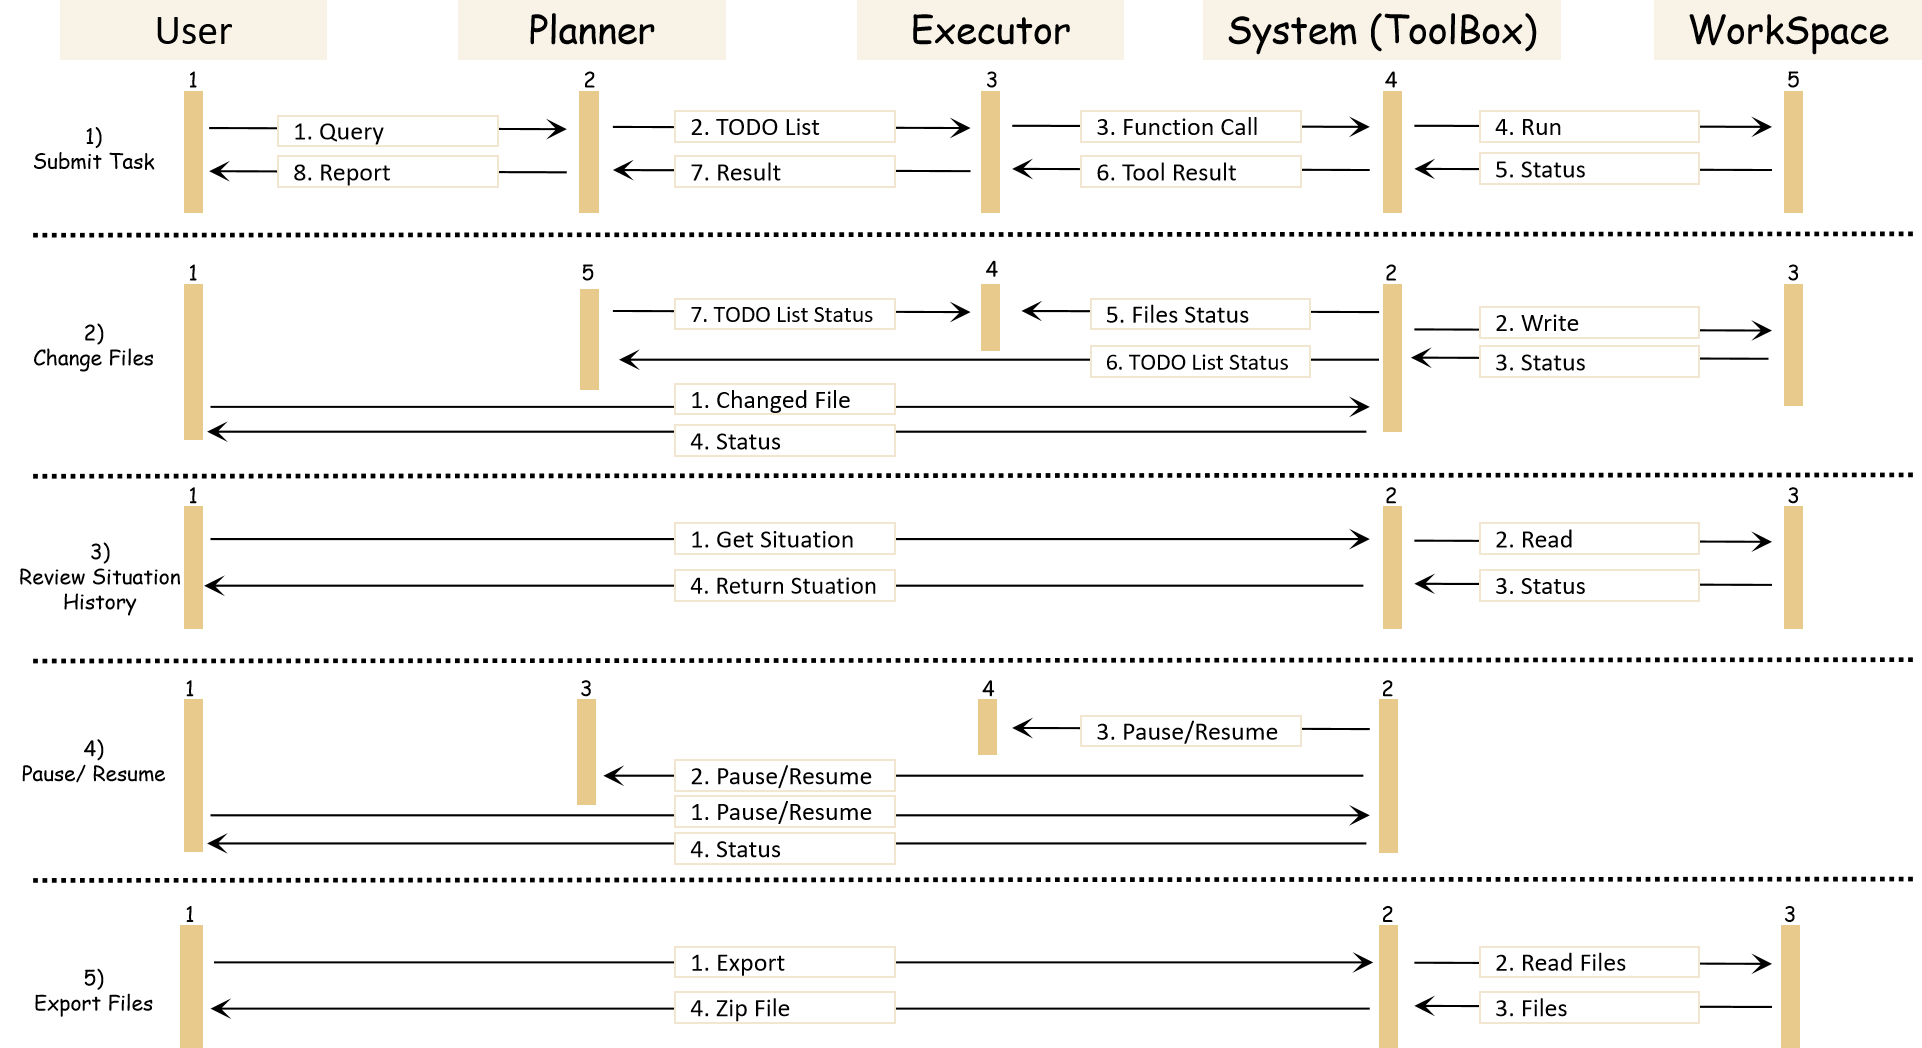 User
Planner
Executor
System (ToolBox)
WorkSpace
1
2
3
4
5
1)
Submit Task
1. Query
2. TODO List
3. Function Call
4. Run
8. Report
7. Result
6. Tool Result
5. Status
1
5
4
2
3
2)
Change Files
7. TODO List Status
5. Files Status
2. Write
6. TODO List Status
3. Status
1. Changed File
4. Status
1
2
3
3)
Review Situation
History
1. Get Situation
2. Read
4. Return Stuation
3. Status
1
3
4
2
4)
Pause/ Resume
3. Pause/Resume
2. Pause/Resume
1. Pause/Resume
4. Status
1
2
3
5)
Export Files
1. Export
2. Read Files
4. Zip File
3. Files